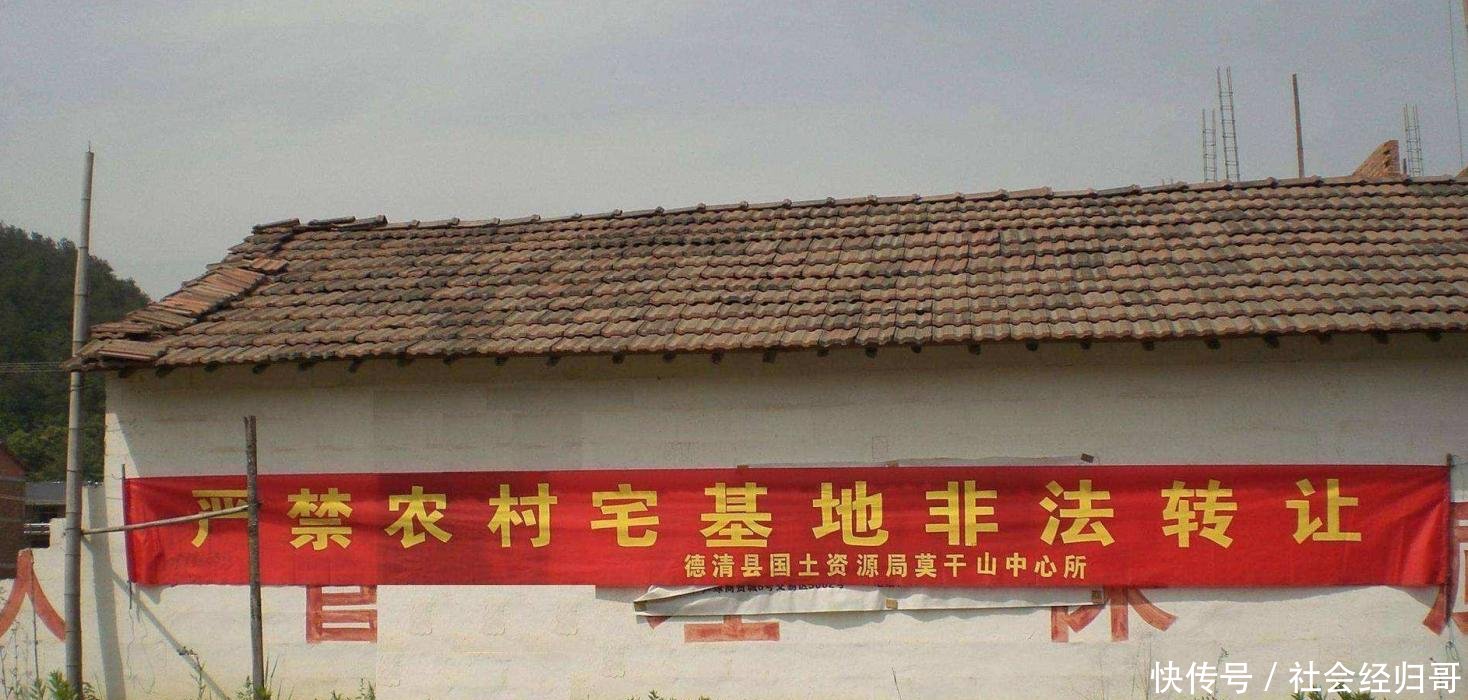 严禁农村宅基地非法转让
德清县国土资源局莫干山中心所
快传号 / 社会经归哥